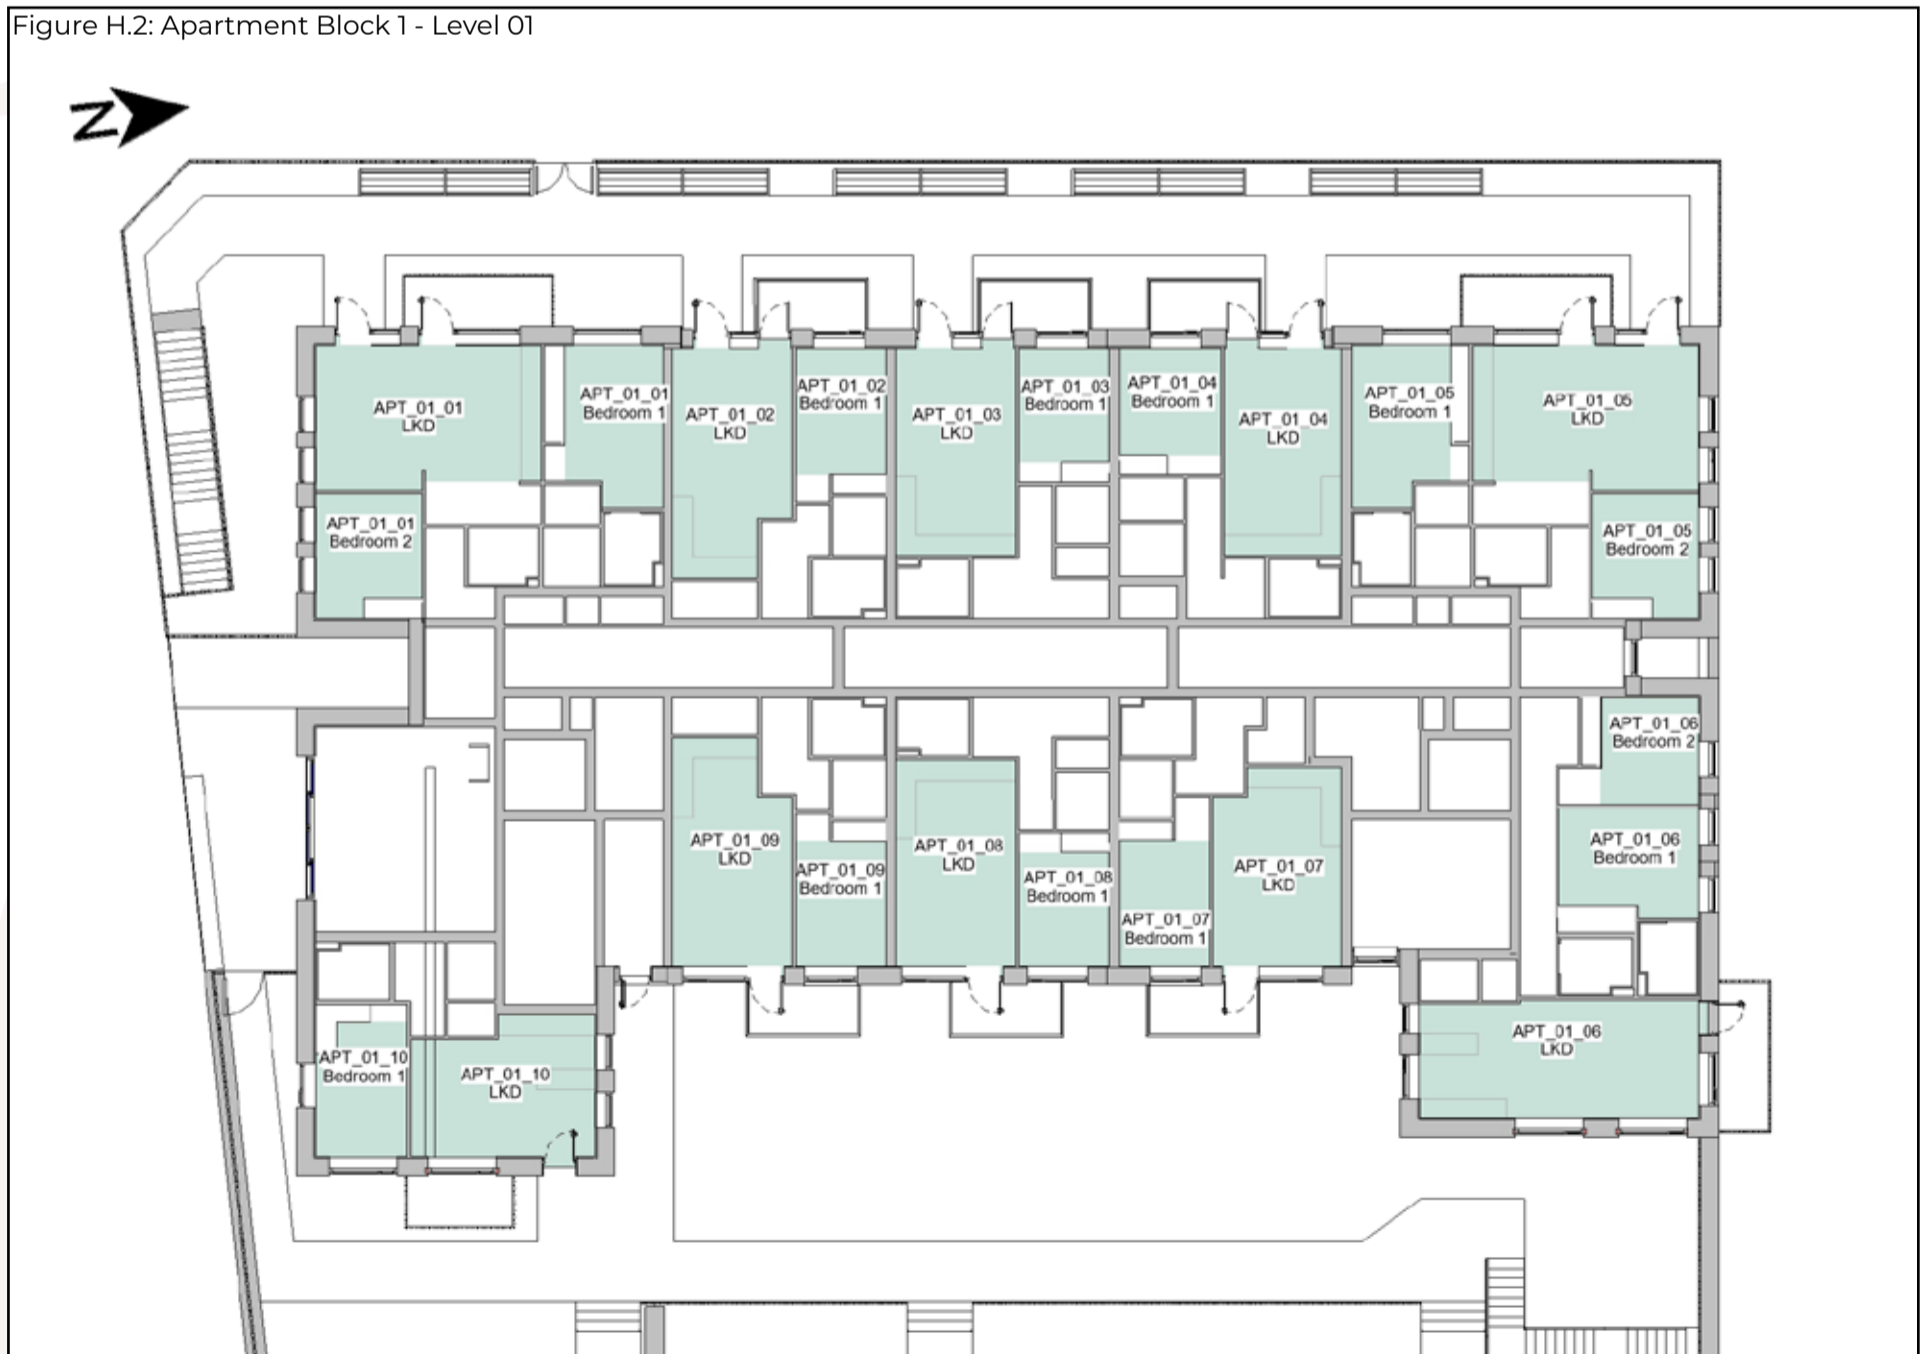 Figure H.2: Apartment Block 1 - Level 01
N
APT_01_01
LKD
APT_01_01
Bedroom 1
APT_01_02
LKD
APT_01_02
Bedroom 1
APT_01_03
LKD
APT_01_03
Bedroom 1
APT_01_04
Bedroom 1
APT_01_04
LKD
APT_01_05
Bedroom 1
APT_01_05
LKD
APT_01_01
Bedroom 2
APT_01_05
Bedroom 2
APT_01_06
Bedroom 2
APT_01_09
LKD
APT_01_09
Bedroom 1
APT_01_08
LKD
APT_01_08
Bedroom 1
APT_01_07
Bedroom 1
APT_01_07
LKD
APT_01_06
Bedroom 1
APT_01_10
Bedroom 1
APT_01_10
LKD
APT_01_06
LKD